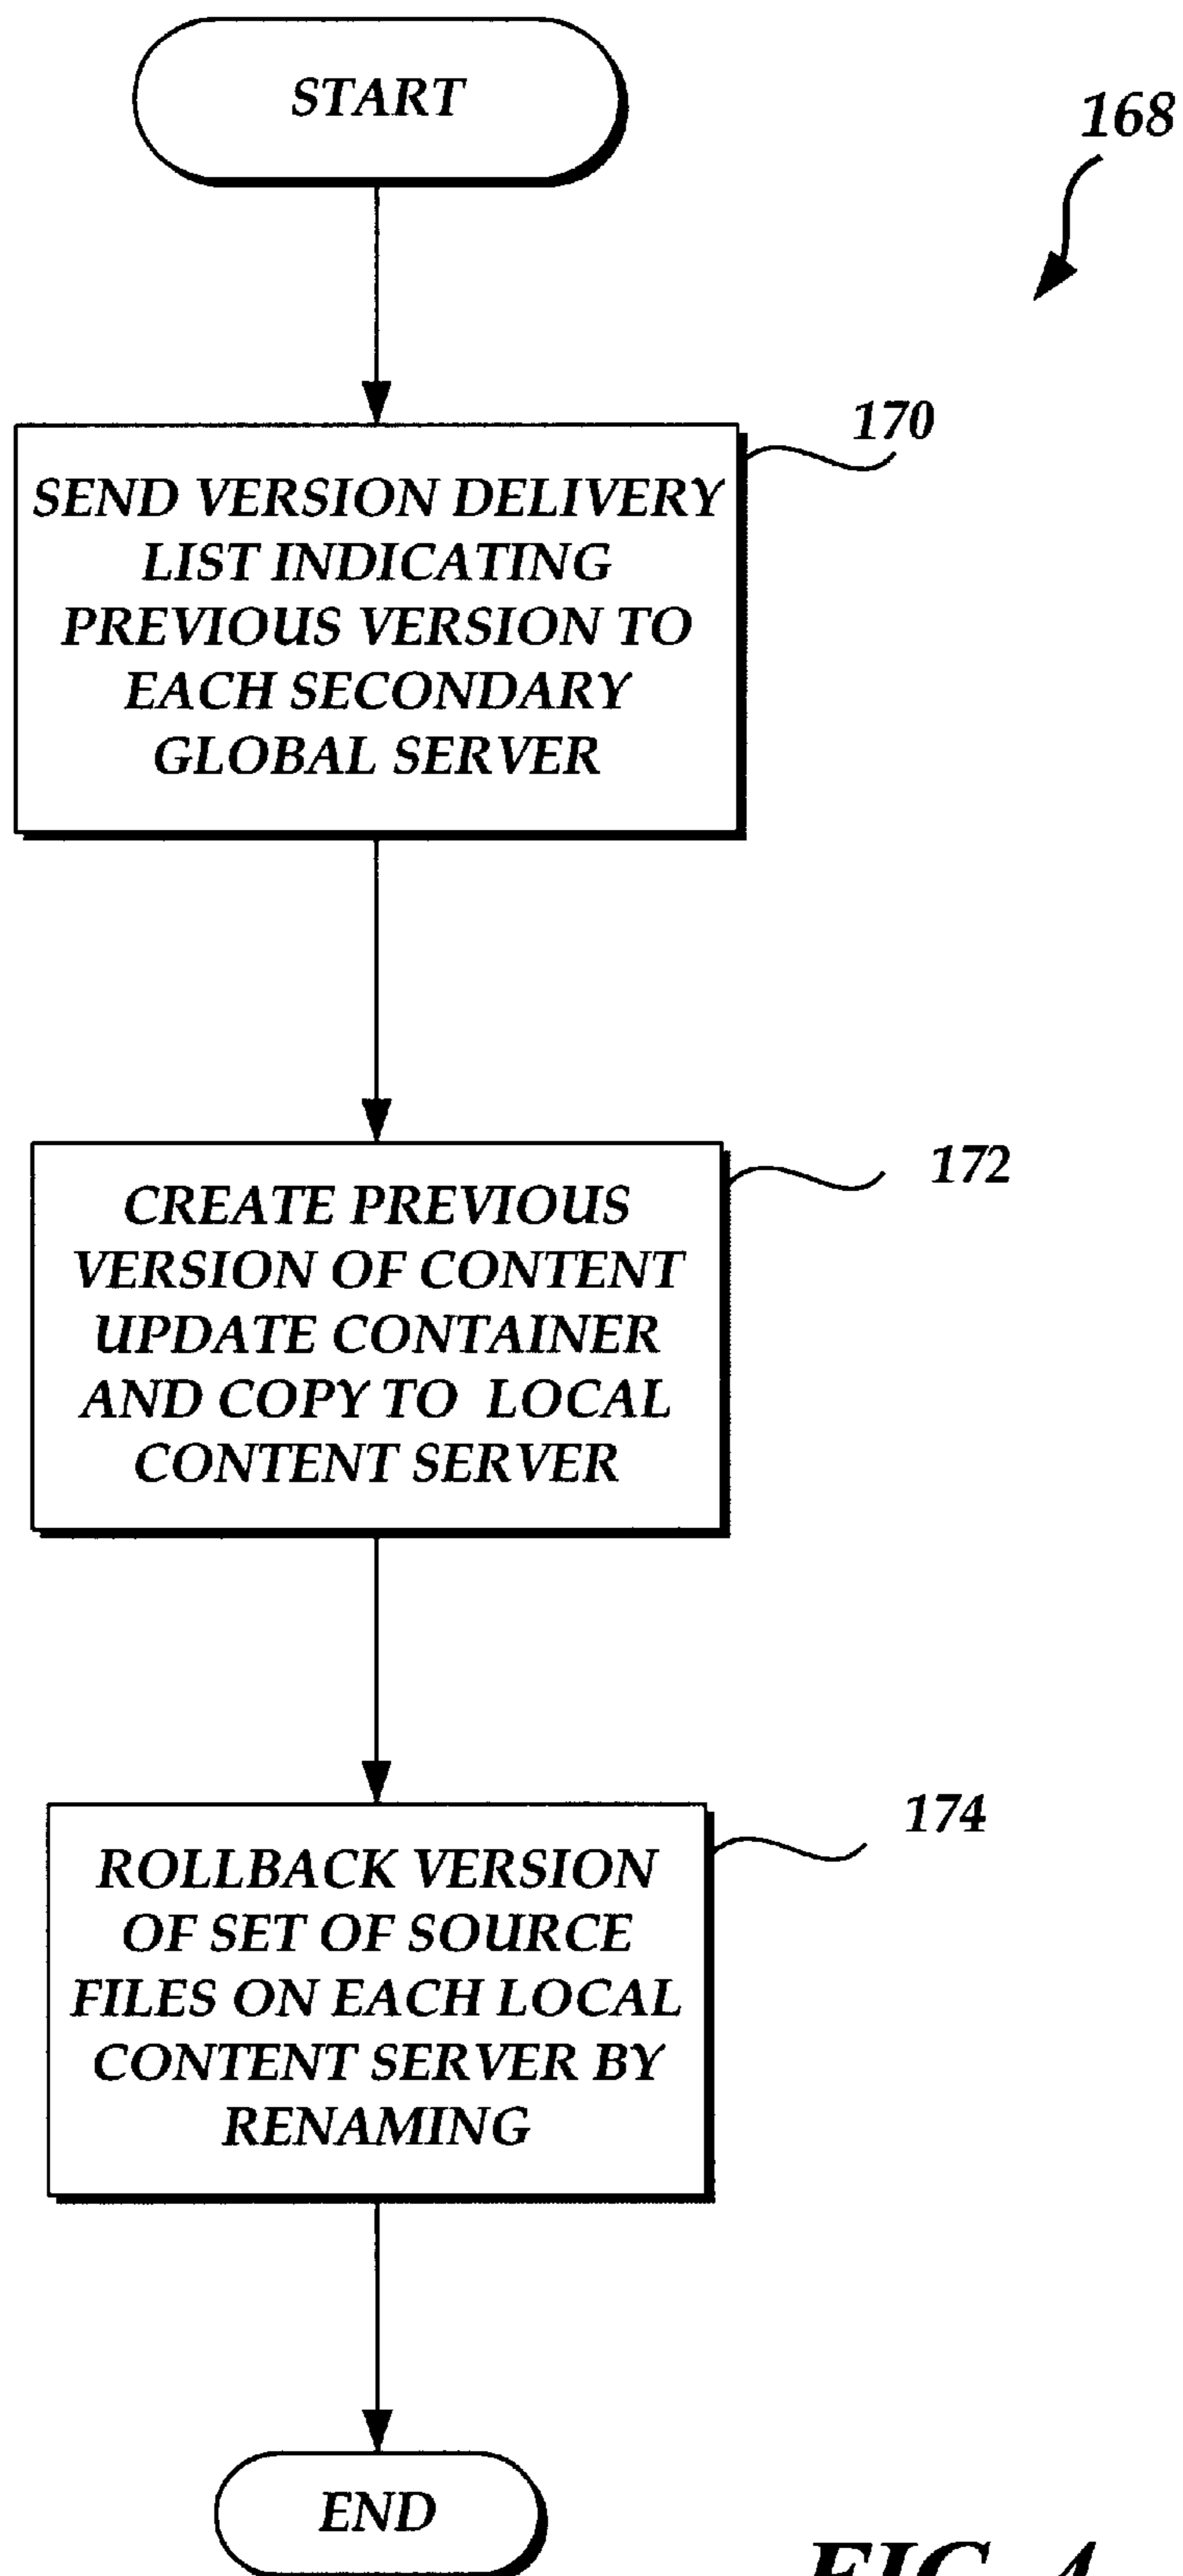 START
168
170
SEND VERSION DELIVERY
LIST INDICATING
PREVIOUS VERSION TO
EACH SECONDARY
GLOBAL SERVER
172
CREATE PREVIOUS
VERSION OF CONTENT
UPDATE CONTAINER
AND COPY TO LOCAL
CONTENT SERVER
174
ROLLBACK VERSION
OF SET OF SOURCE
FILES ON EACH LOCAL
CONTENT SERVER BY
RENAMING
END
FIG. 4